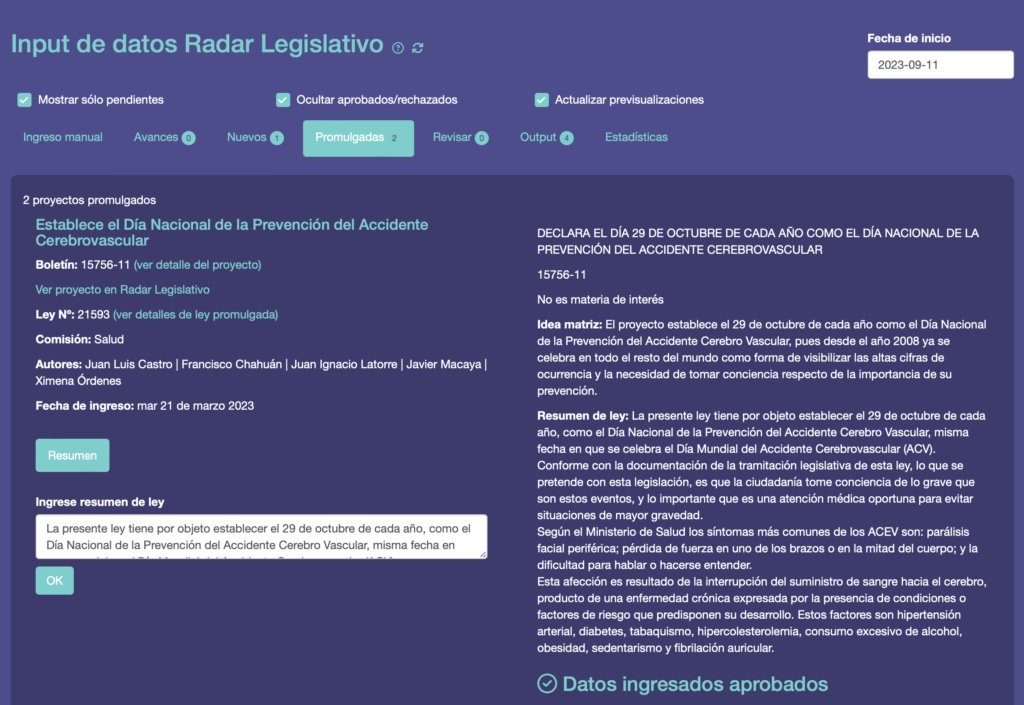 Input de datos Radar Legislativo
Fecha de inicio
2023-09-11
Mostrar sólo pendientes
Ocultar aprobados/rechazados
Actualizar previsualizaciones
Ingreso manual
Avances 0
Nuevos 1
Promulgadas 2
Revisar 0
Output 4
Estadísticas
2 proyectos promulgados
Establece el Día Nacional de la Prevención del Accidente
Cerebrovascular
Boletín: 15756-11 (ver detalle del proyecto)
Ver proyecto en Radar Legislativo
Ley Nº: 21593 (ver detalles de ley promulgada)
Comisión: Salud
Autores: Juan Luis Castro | Francisco Chahuán | Juan Ignacio Latorre | Javier Macaya |
Ximena Órdenes
Fecha de ingreso: mar 21 de marzo 2023
Resumen
Ingrese resumen de ley
La presente ley tiene por objeto establecer el 29 de octubre de cada año, como el
Día Nacional de la Prevención del Accidente Cerebro Vascular, misma fecha en
OK
DECLARA EL DÍA 29 DE OCTUBRE DE CADA AÑO COMO EL DÍA NACIONAL DE LA
PREVENCIÓN DEL ACCIDENTE CEREBROVASCULAR
15756-11
No es materia de interés
Idea matriz: El proyecto establece el 29 de octubre de cada año como el Día Nacional
de la Prevención del Accidente Cerebro Vascular, pues desde el año 2008 ya se
celebra en todo el resto del mundo como forma de visibilizar las altas cifras de
ocurrencia y la necesidad de tomar conciencia respecto de la importancia de su
prevención.
Resumen de ley: La presente ley tiene por objeto establecer el 29 de octubre de cada
año, como el Día Nacional de la Prevención del Accidente Cerebro Vascular, misma
fecha en que se celebra el Día Mundial del Accidente Cerebrovascular (ACV).
Conforme con la documentación de la tramitación legislativa de esta ley, lo que se
pretende con esta legislación, es que la ciudadanía tome conciencia de lo grave que
son estos eventos, y lo importante que es una atención médica oportuna para evitar
situaciones de mayor gravedad.
Según el Ministerio de Salud los síntomas más comunes de los ACEV son: parálisis
facial periférica; pérdida de fuerza en uno de los brazos o en la mitad del cuerpo; y la
dificultad para hablar o hacerse entender.
Esta afección es resultado de la interrupción del suministro de sangre hacia el cerebro,
producto de una enfermedad crónica expresada por la presencia de condiciones o
factores de riesgo que predisponen su desarrollo. Estos factores son hipertensión
arterial, diabetes, tabaquismo, hipercolesterolemia, consumo excesivo de alcohol,
obesidad, sedentarismo y fibrilación auricular.
Datos ingresados aprobados